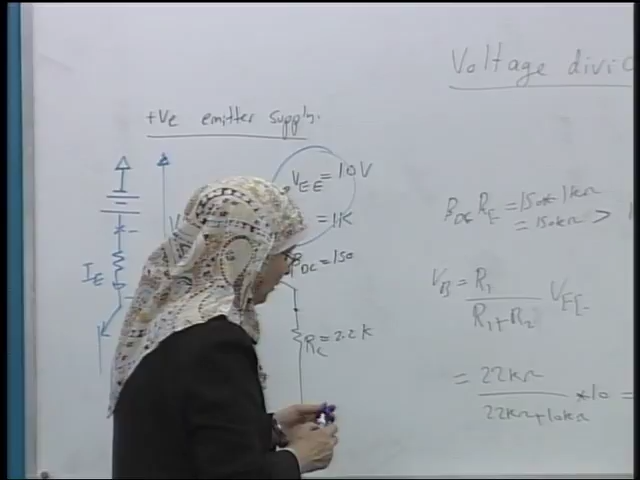 +Ve emitter supply.
VEE = 10V
= 1K
βDC = 150
IE
RC = 2.2K
Voltage
βDC RE = 150 * 1KΩ
= 150KΩ >
VB = R1 / R1+R2 VEE
= 22KΩ / 22KΩ+10KΩ * 10 =